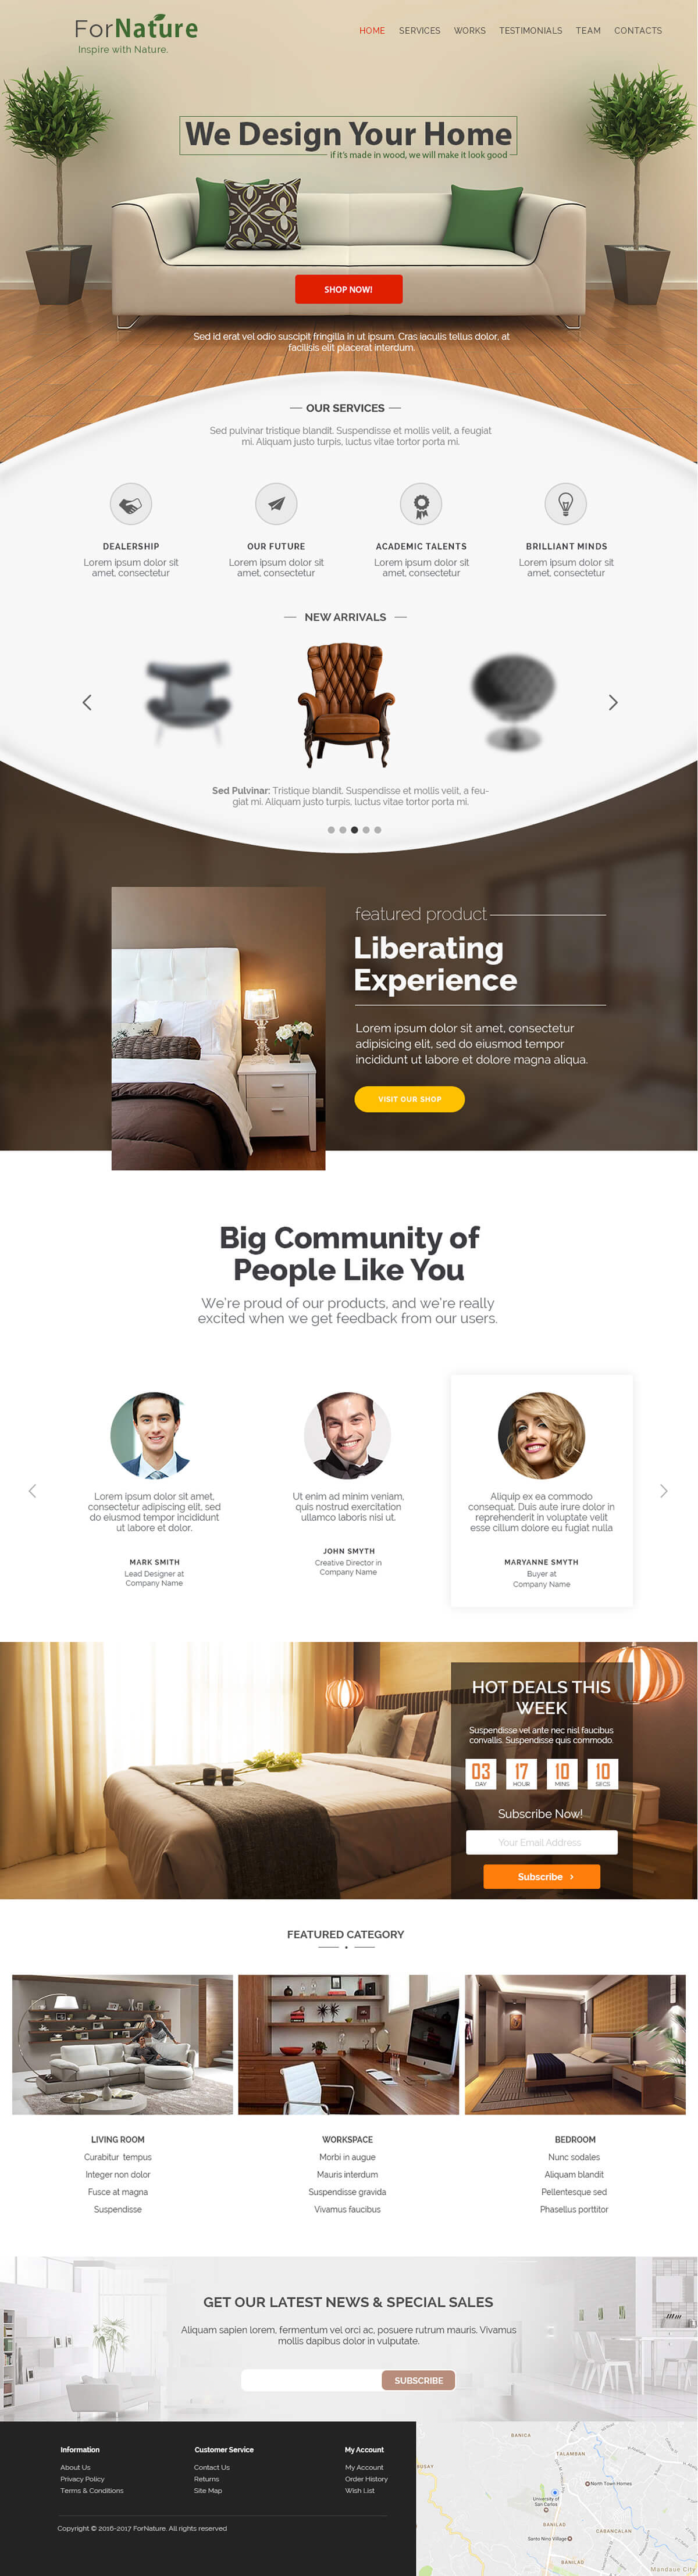 ForNature
Inspire with Nature.
HOME SERVICES WORKS TESTIMONIALS TEAM CONTACTS
We Design Your Home
if it's made in wood, we will make it look good
SHOP NOW!
Sed id erat vel odio suscipit fringilla in ut ipsum. Cras iaculis tellus dolor, at
facilisis elit placerat interdum.
OUR SERVICES
Sed pulvinar tristique blandit. Suspendisse et mollis velit, a feugiat
mi. Aliquam justo turpis, luctus vitae tortor porta mi.
DEALERSHIP
Lorem ipsum dolor sit
amet, consectetur
OUR FUTURE
Lorem ipsum dolor sit
amet, consectetur
ACADEMIC TALENTS
Lorem ipsum dolor sit
amet, consectetur
BRILLIANT MINDS
Lorem ipsum dolor sit
amet, consectetur
NEW ARRIVALS
Sed Pulvinar: Tristique blandit. Suspendisse et mollis velit, a feu-
giat mi. Aliquam justo turpis, luctus vitae tortor porta mi.
featured product
Liberating
Experience
Lorem ipsum dolor sit amet, consectetur
adipisicing elit, sed do eiusmod tempor
incididunt ut labore et dolore magna aliqua.
VISIT OUR SHOP
Big Community of
People Like You
We're proud of our products, and we're really
excited when we get feedback from our users.
Lorem ipsum dolor sit amet,
consectetur adipiscing elit, sed
do eiusmod tempor incididunt
ut labore et dolor.
MARK SMITH
Lead Designer at
Company Name
Ut enim ad minim veniam,
quis nostrud exercitation
ullamco laboris nisi ut.
JOHN SMYTH
Creative Director in
Company Name
Aliquip ex ea commodo
consequat. Duis aute irure dolor in
reprehenderit in voluptate velit
esse cillum dolore eu fugiat nulla
MARYANNE SMYTH
Buyer at
Company Name
HOT DEALS THIS
WEEK
Suspendisse vel ante nec nisl faucibus
convallis. Suspendisse quis commodo.
03 17 10 10
DAY HOUR MINS SECS
Subscribe Now!
Your Email Address
Subscribe
FEATURED CATEGORY
LIVING ROOM
Curabitur tempus
Integer non dolor
Fusce at magna
Suspendisse
WORKSPACE
Morbi in augue
Mauris interdum
Suspendisse gravida
Vivamus faucibus
BEDROOM
Nunc sodales
Aliquam blandit
Pellentesque sed
Phasellus porttitor
GET OUR LATEST NEWS & SPECIAL SALES
Aliquam sapien lorem, fermentum vel orci ac, posuere rutrum mauris. Vivamus
mollis dapibus dolor in vulputate.
SUBSCRIBE
Information
About Us
Privacy Policy
Terms & Conditions
Customer Service
Contact Us
Returns
Site Map
My Account
My Account
Order History
Wish List
Copyright © 2016-2017 ForNature. All rights reserved
BANICA
TALAMBAN
North Town Homes
University of
San Carlos
BANILAD
CABANCALAN
Santo Nino Village
BANILAD
Mandaue City